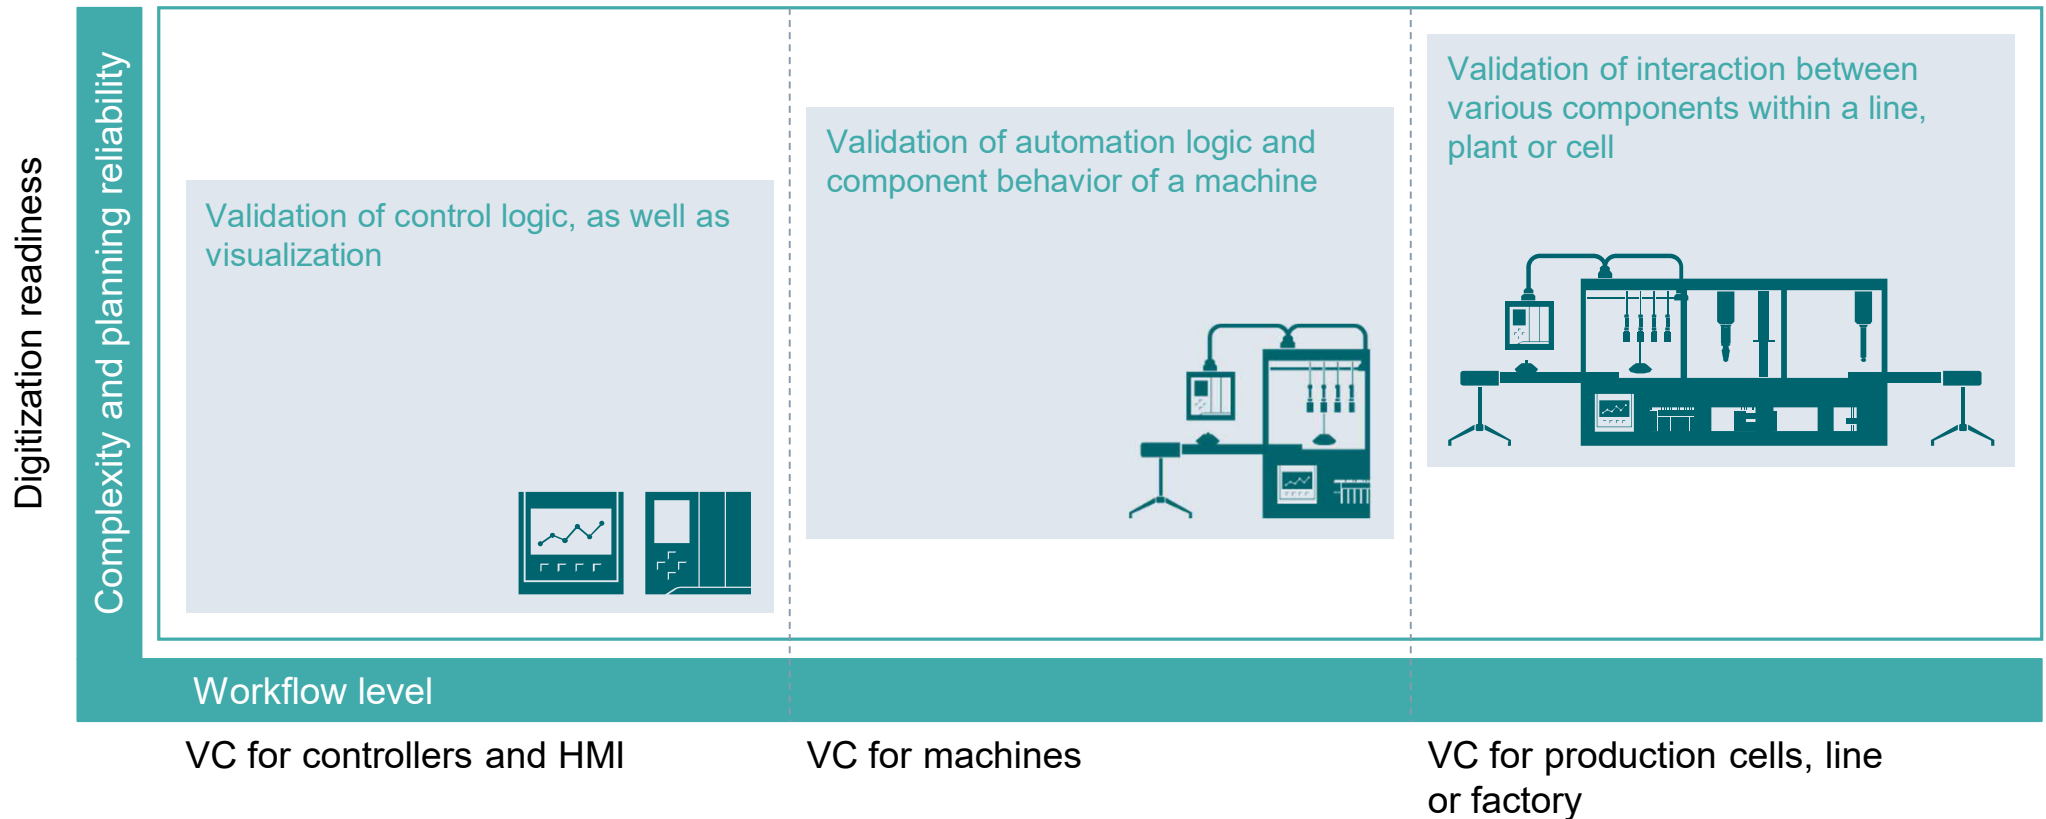 Digitization readiness
Complexity and planning reliability
Validation of control logic, as well as
visualization
Validation of automation logic and
component behavior of a machine
Validation of interaction between
various components within a line,
plant or cell
Workflow level
VC for controllers and HMI
VC for machines
VC for production cells, line
or factory